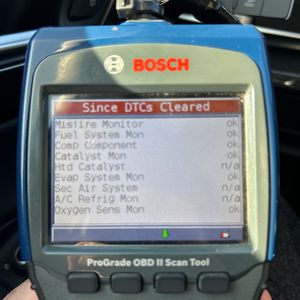 BOSCH
Since DTCs Cleared
Misfire Monitor ok
Fuel System Mon ok
Comp Component ok
Catalyst Mon ok
Htd Catalyst n/a
Evap System Mon ok
Sec Air System n/a
A/C Refrig Mon n/a
Oxygen Sens Mon ok
ProGrade OBD II Scan Tool